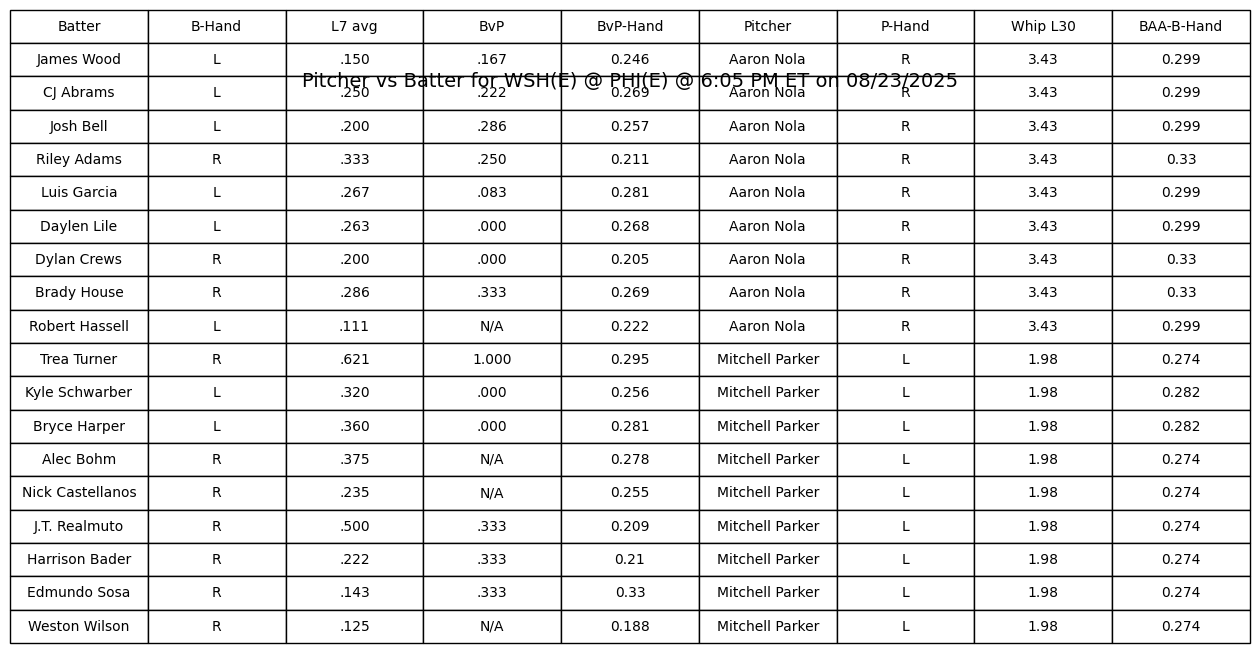 Batter B-Hand L7 avg BvP BvP-Hand Pitcher P-Hand Whip L30 BAA-B-Hand
James Wood L .150 .167 0.246 Aaron Nola R 3.43 0.299
Pitcher vs Batter for WSH(E) @ PHI(E) @ 6:05 PM ET on 08/23/2025
CJ Abrams L .250 .222 0.269 Aaron Nola R 3.43 0.299
Josh Bell L .200 .286 0.257 Aaron Nola R 3.43 0.299
Riley Adams R .333 .250 0.211 Aaron Nola R 3.43 0.33
Luis Garcia L .267 .083 0.281 Aaron Nola R 3.43 0.299
Daylen Lile L .263 .000 0.268 Aaron Nola R 3.43 0.299
Dylan Crews R .200 .000 0.205 Aaron Nola R 3.43 0.33
Brady House R .286 .333 0.269 Aaron Nola R 3.43 0.33
Robert Hassell L .111 N/A 0.222 Aaron Nola R 3.43 0.299
Trea Turner R .621 1.000 0.295 Mitchell Parker L 1.98 0.274
Kyle Schwarber L .320 .000 0.256 Mitchell Parker L 1.98 0.282
Bryce Harper L .360 .000 0.281 Mitchell Parker L 1.98 0.282
Alec Bohm R .375 N/A 0.278 Mitchell Parker L 1.98 0.274
Nick Castellanos R .235 N/A 0.255 Mitchell Parker L 1.98 0.274
J.T. Realmuto R .500 .333 0.209 Mitchell Parker L 1.98 0.274
Harrison Bader R .222 .333 0.21 Mitchell Parker L 1.98 0.274
Edmundo Sosa R .143 .333 0.33 Mitchell Parker L 1.98 0.274
Weston Wilson R .125 N/A 0.188 Mitchell Parker L 1.98 0.274